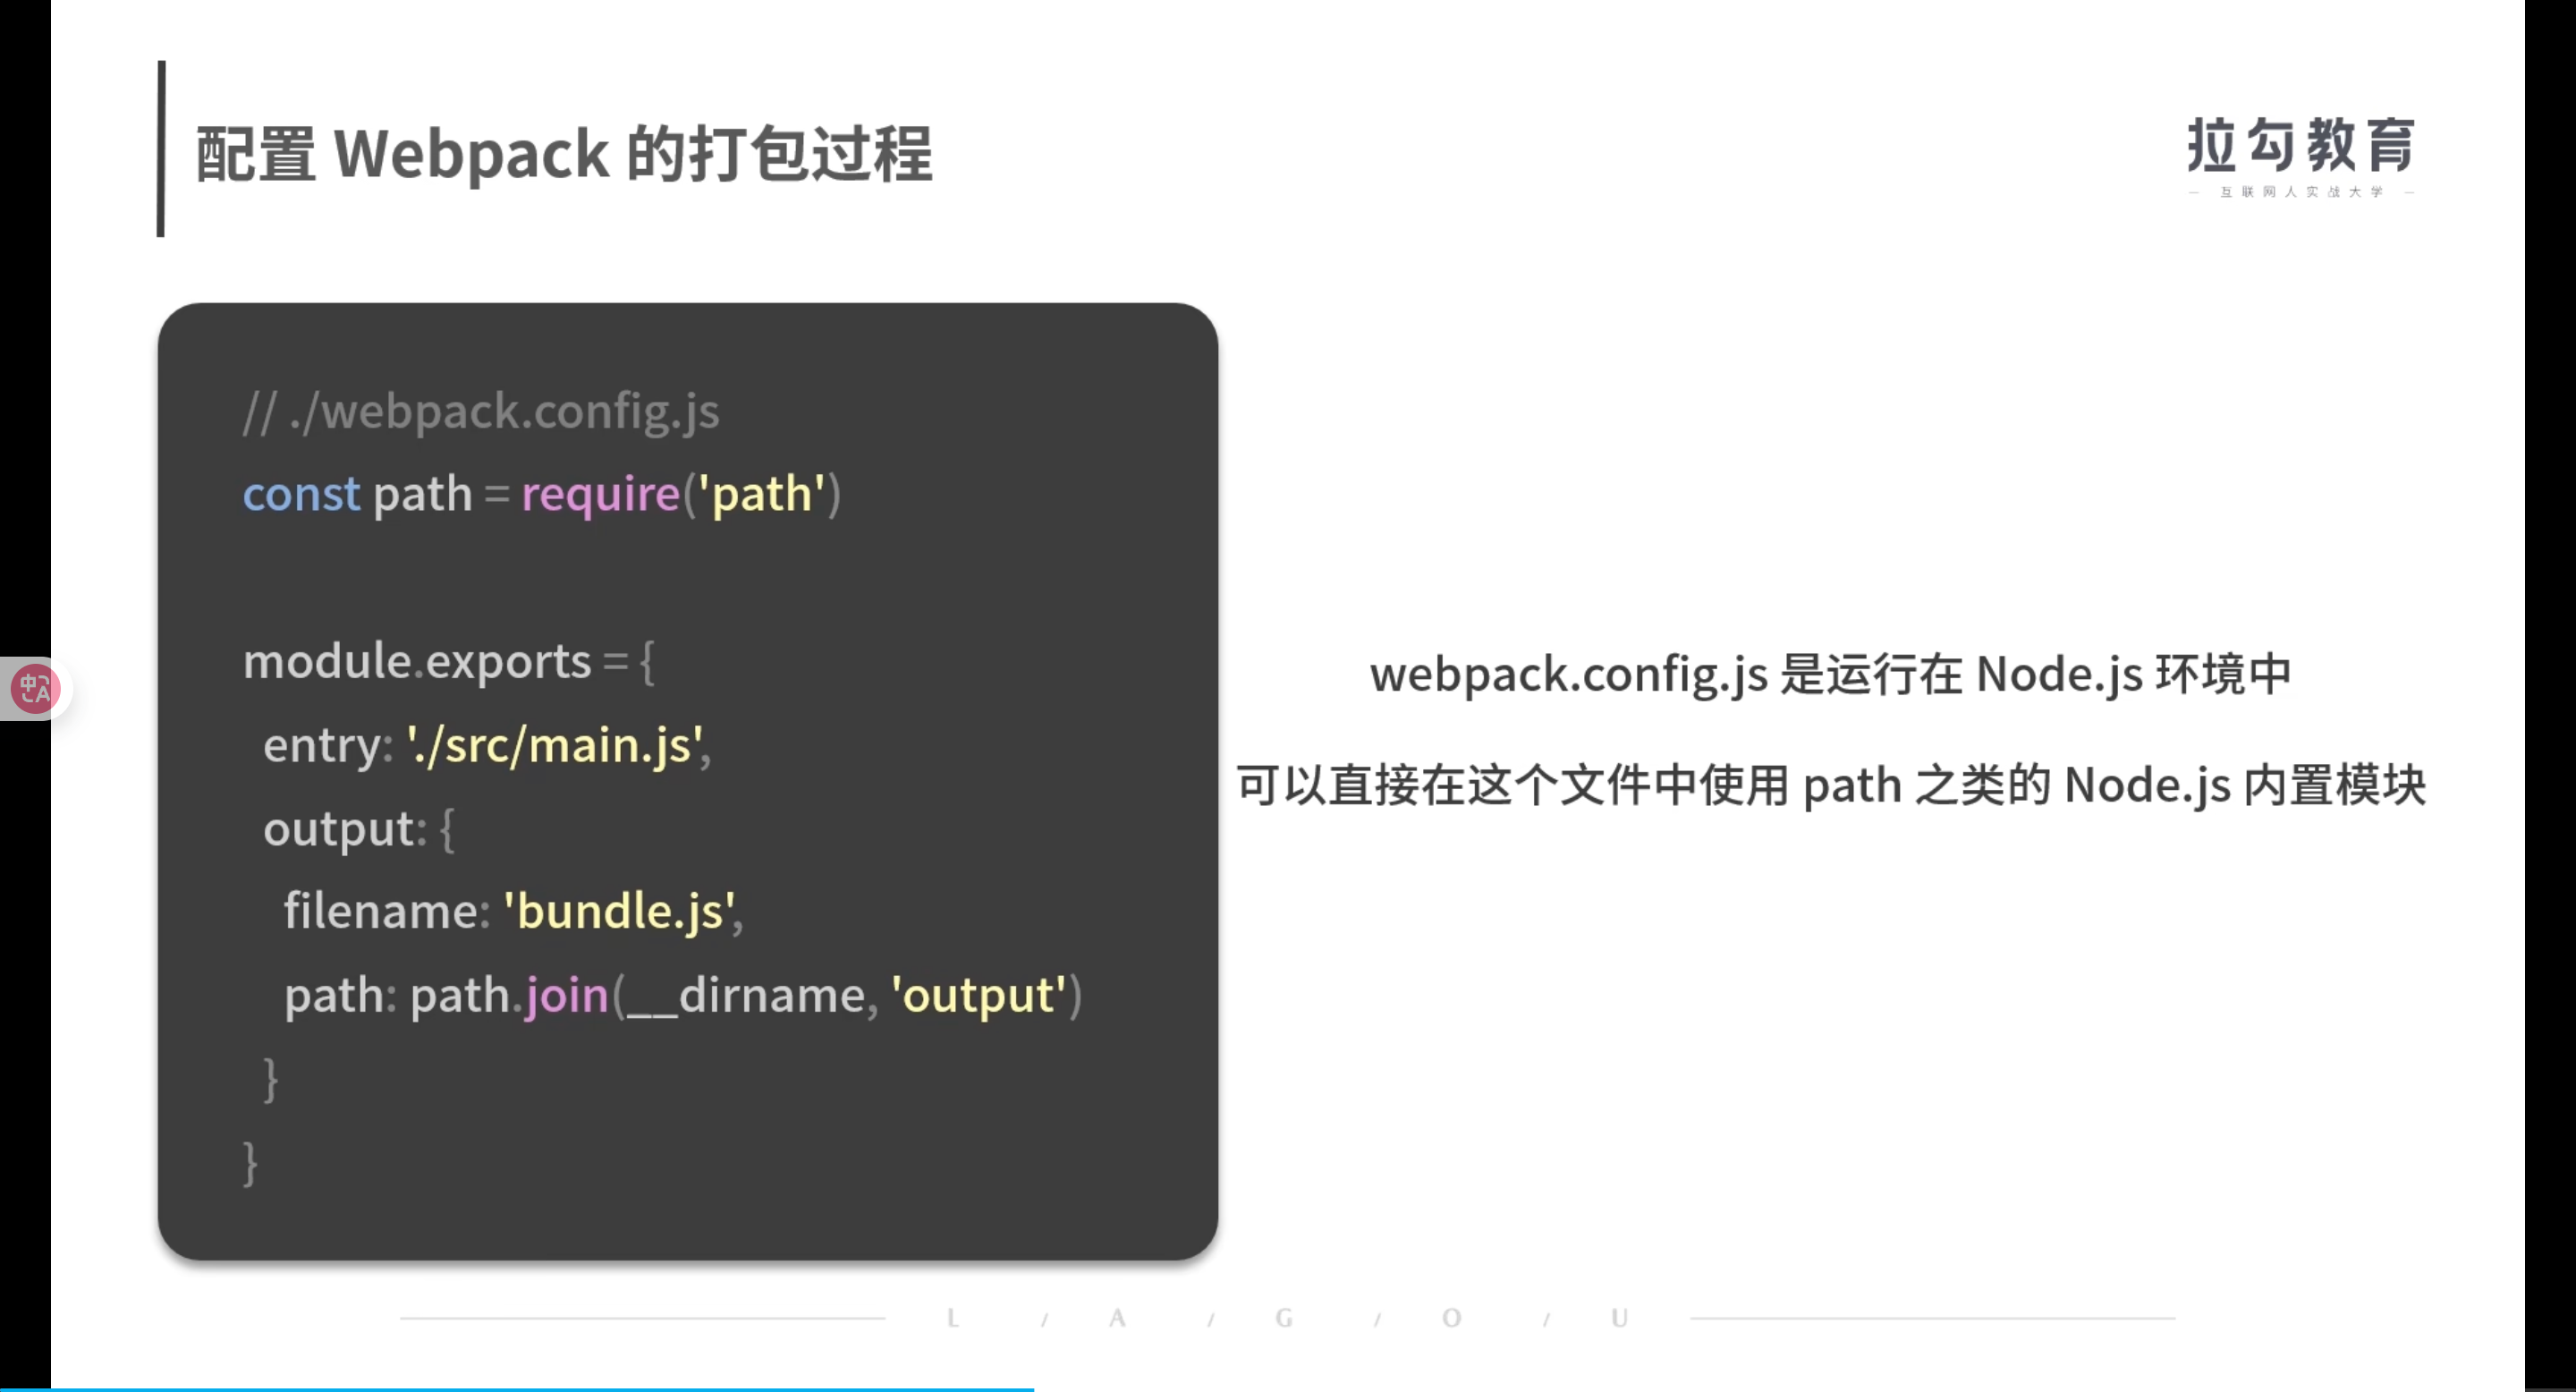 配置 Webpack 的打包过程
拉勾教育
— 互联网人实战大学 —
// ./webpack.config.js
const path = require('path')
module.exports = {
entry: './src/main.js',
output: {
filename: 'bundle.js',
path: path.join(__dirname, 'output')
}
}
webpack.config.js 是运行在 Node.js 环境中
可以直接在这个文件中使用 path 之类的 Node.js 内置模块
中A
L / A / G / O / U